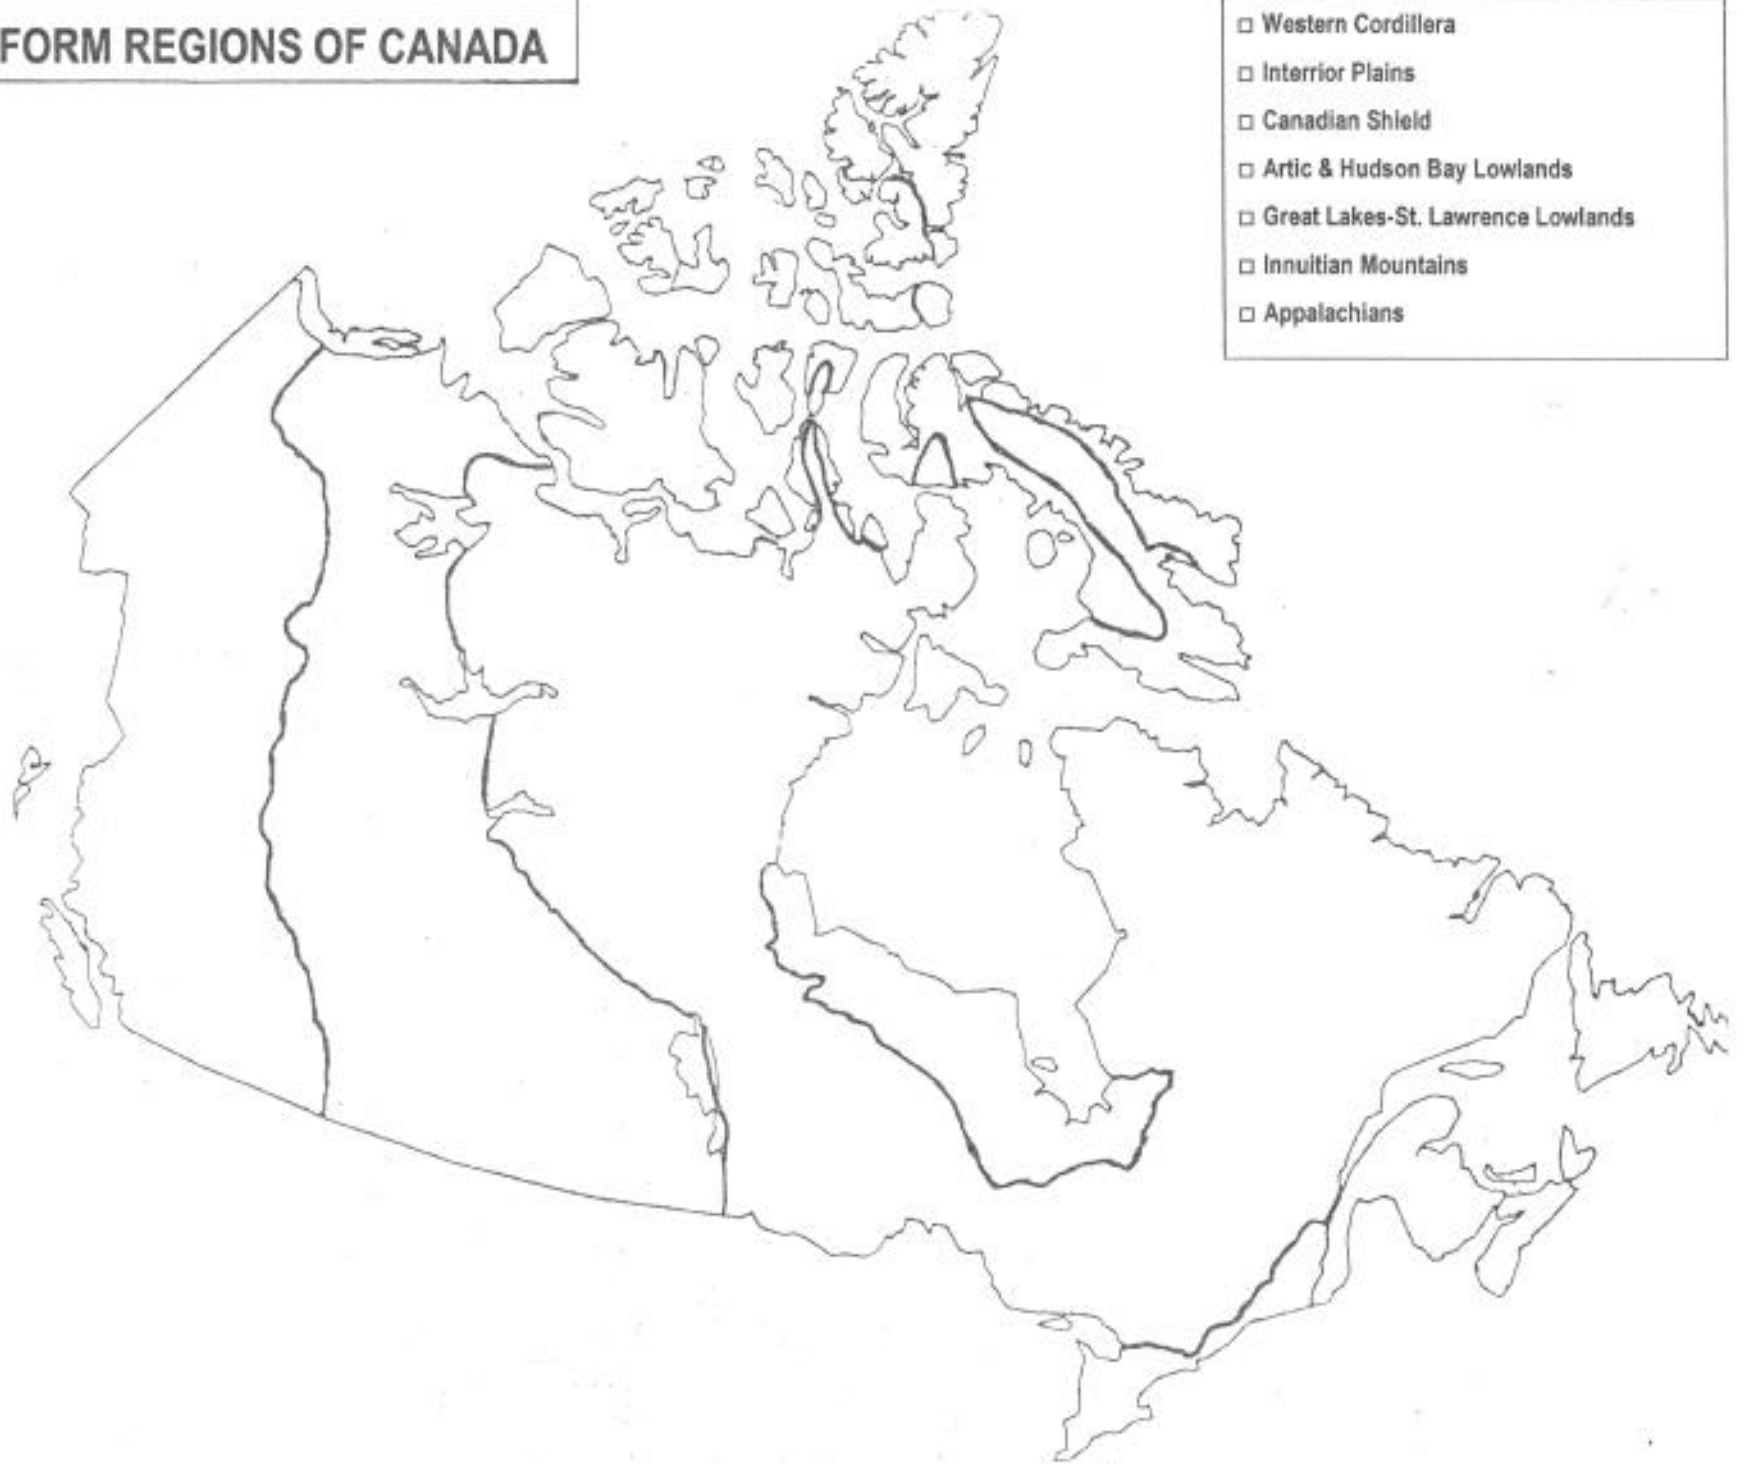 FORM REGIONS OF CANADA
□ Western Cordillera
□ Interrior Plains
□ Canadian Shield
□ Artic & Hudson Bay Lowlands
□ Great Lakes-St. Lawrence Lowlands
□ Innuitian Mountains
□ Appalachians